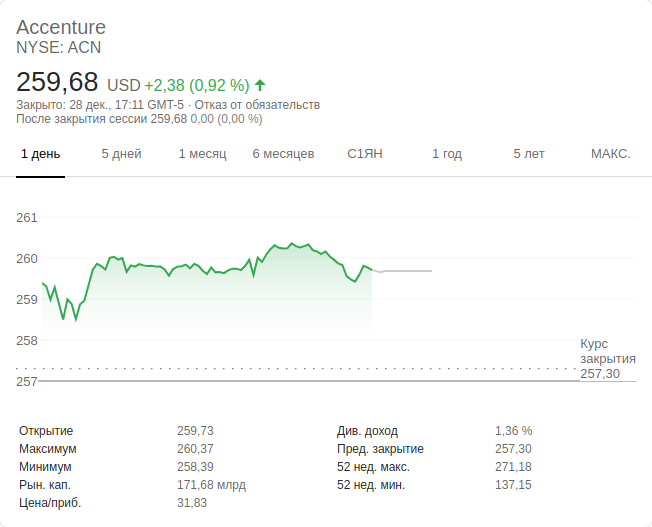 Accenture
NYSE: ACN
259,68 USD +2,38 (0,92 %)
Закрыто: 28 дек., 17:11 GMT-5 · Отказ от обязательств
После закрытия сессии 259,68 0,00 (0,00 %)
1 день 5 дней 1 месяц 6 месяцев С1ЯН 1 год 5 лет МАКС.
261
260
259
258
Курс
закрытия
257,30
257
Открытие 259,73 Див. доход 1,36 %
Максимум 260,37 Пред. закрытие 257,30
Минимум 258,39 52 нед. макс. 271,18
Рын. кап. 171,68 млрд 52 нед. мин. 137,15
Цена/приб. 31,83